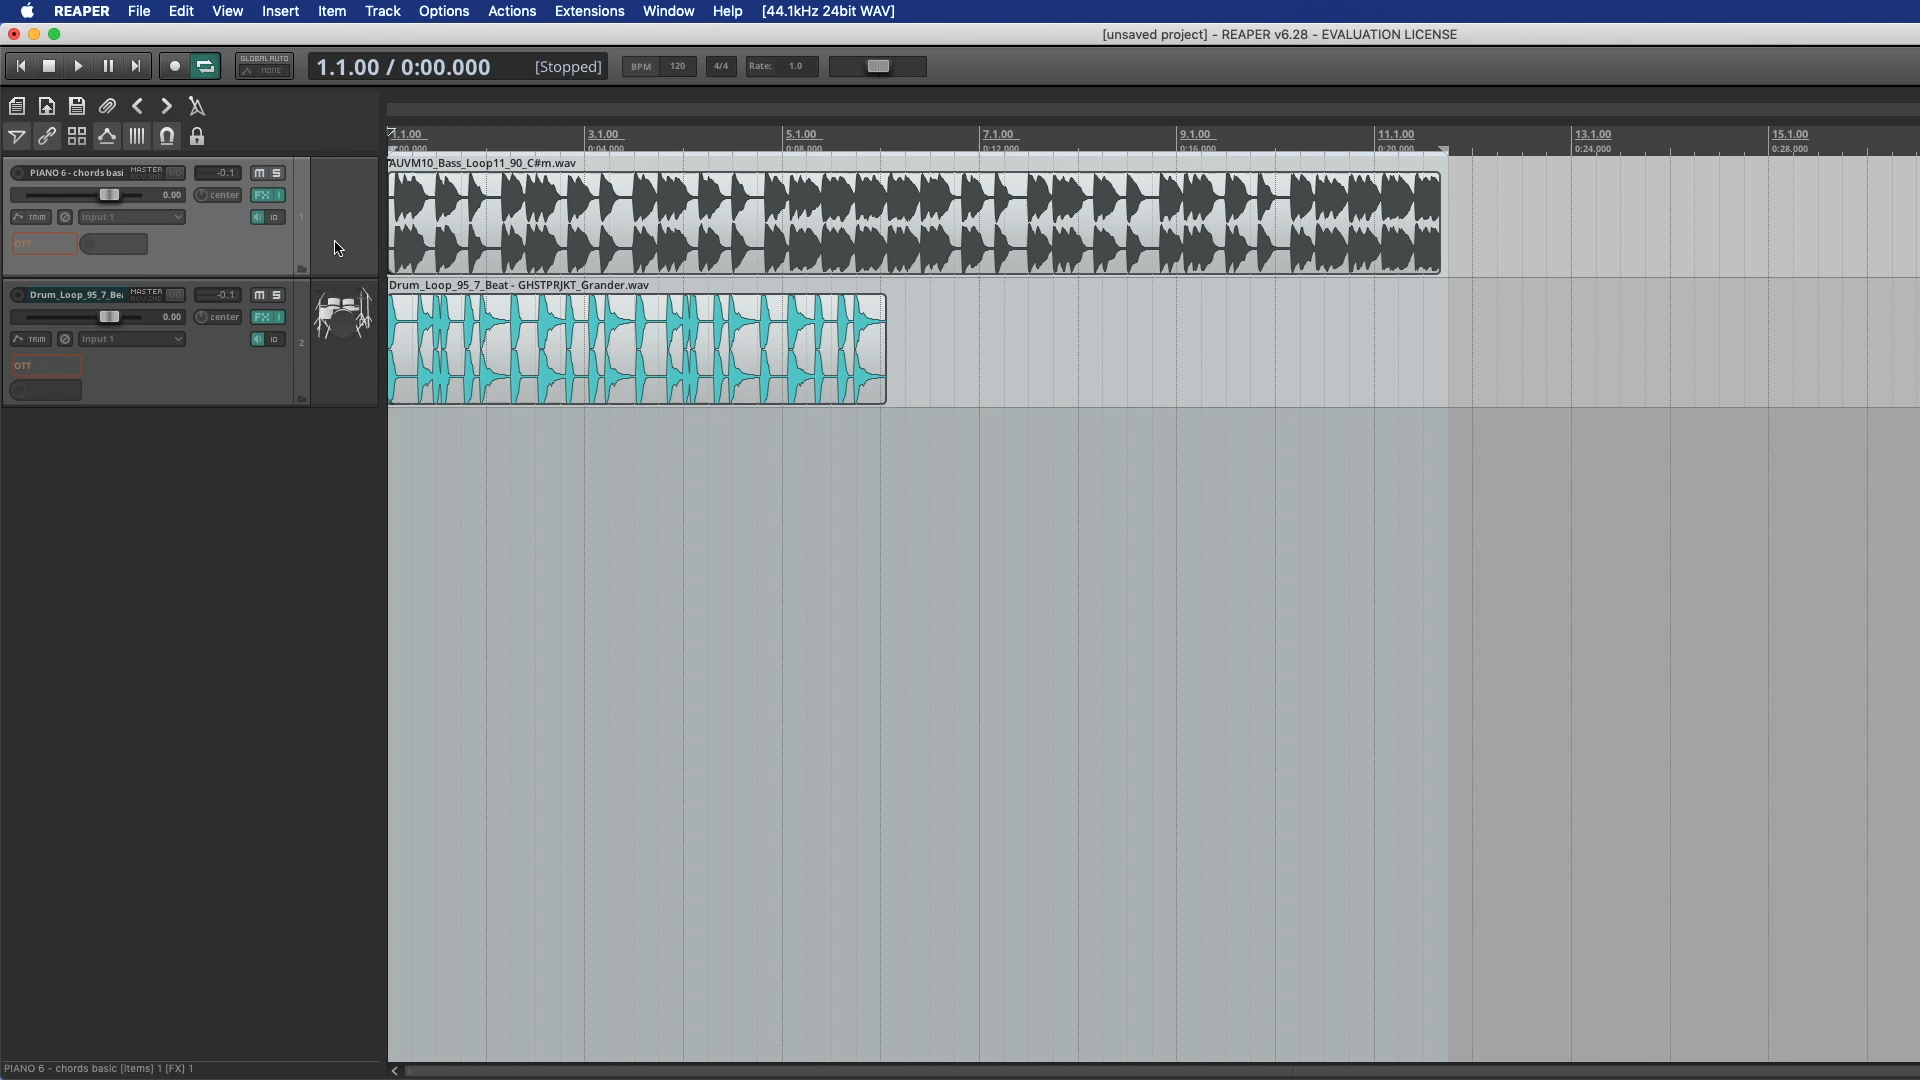 REAPER File Edit View Insert Item Track Options Actions Extensions Window Help [44.1kHz 24bit WAV]
[unsaved project] - REAPER v6.28 - EVALUATION LICENSE
GLOBAL AUTO
NONE
1.1.00 / 0:00.000 [Stopped] BPM 120 4/4 Rate: 1.0
1.1.00 3.1.00 5.1.00 7.1.00 9.1.00 11.1.00 13.1.00 15.1.00
0:04.000 0:08.000 0:12.000 0:16.000 0:20.000 0:24.000 0:28.000
AUVM10_Bass_Loop11_90_C#m.wav
PIANO 6 - chords basi MASTER I/O -0.1 M S
0.00 center FX
TRIM Input 1 IO 1
OTT
Drum_Loop_95_7_Beat - GHSTPRJKT_Grander.wav
Drum_Loop_95_7_Bea MASTER I/O -0.1 M S
0.00 center FX
TRIM Input 1 IO 2
OTT
PIANO 6 - chords basic [items] 1 [FX] 1